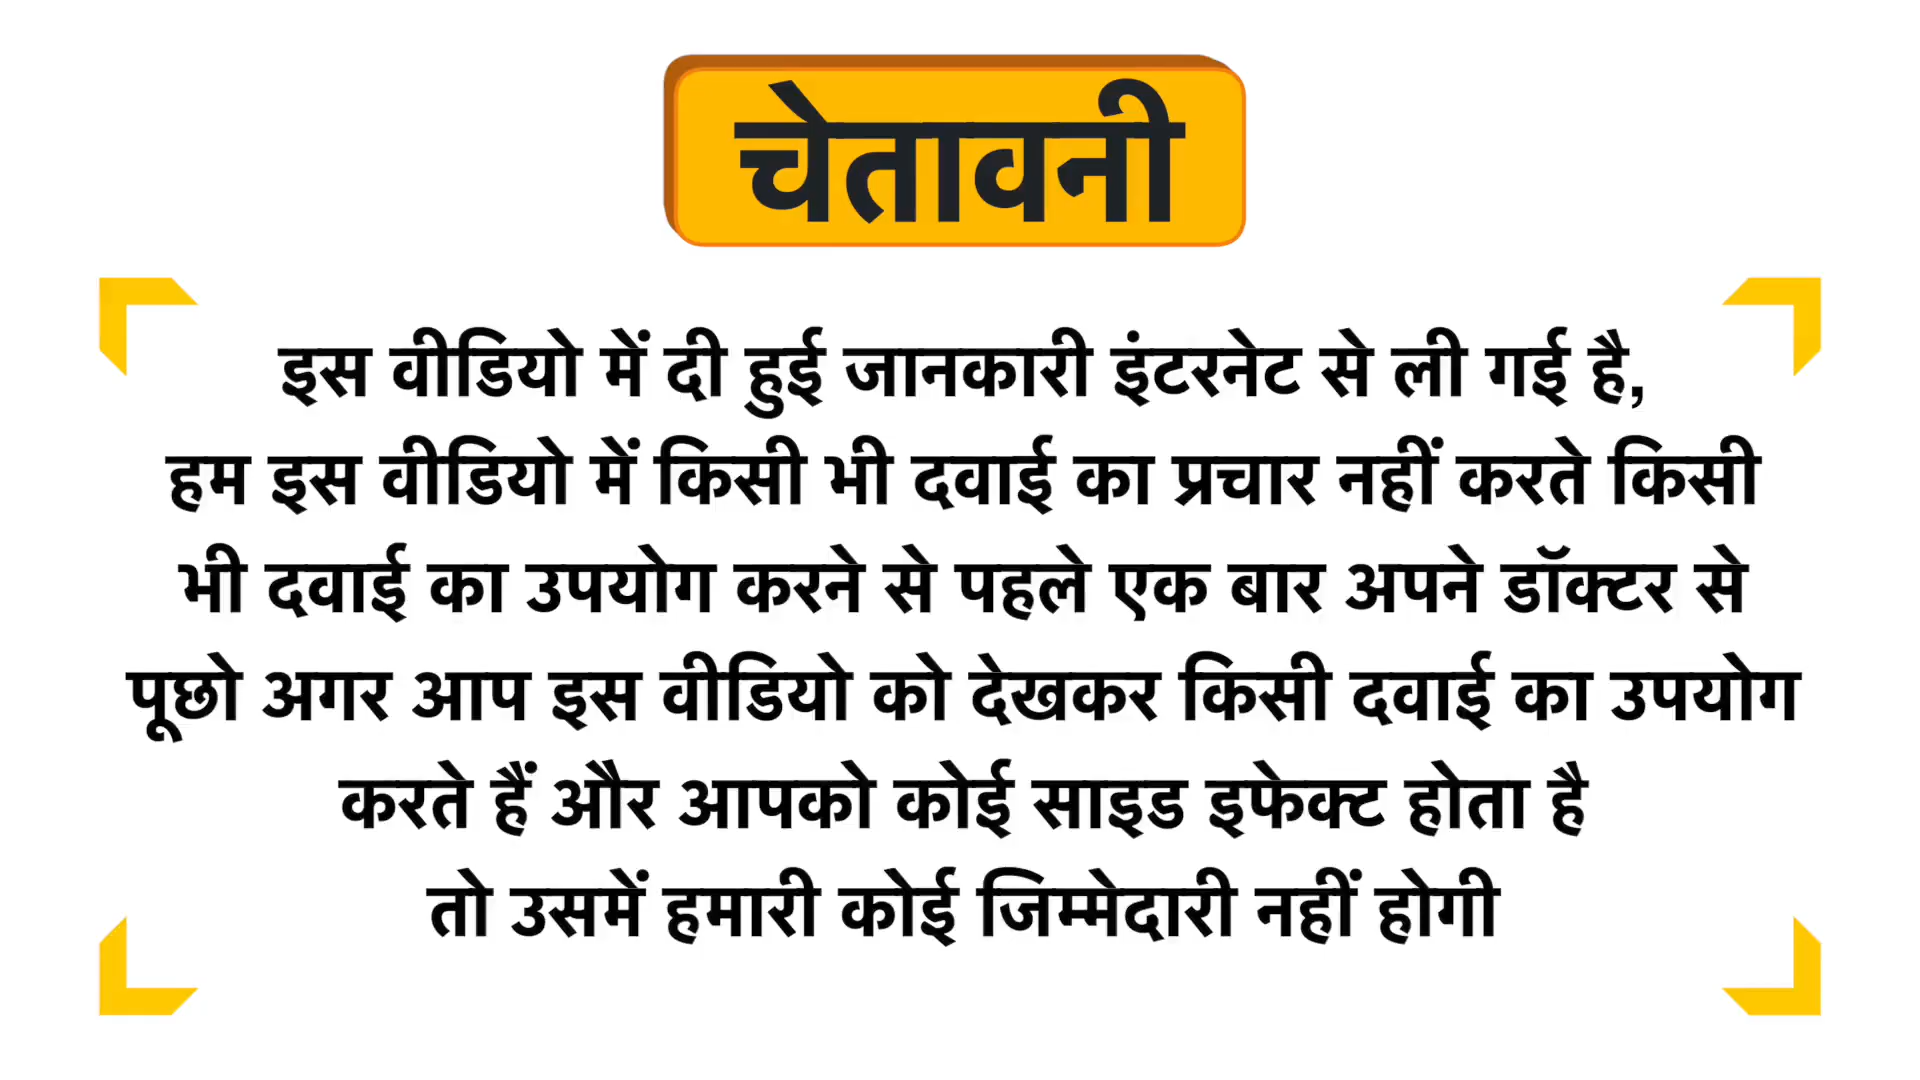 चेतावनी
इस वीडियो में दी हुई जानकारी इंटरनेट से ली गई है,
हम इस वीडियो में किसी भी दवाई का प्रचार नहीं करते किसी
भी दवाई का उपयोग करने से पहले एक बार अपने डॉक्टर से
पूछो अगर आप इस वीडियो को देखकर किसी दवाई का उपयोग
करते हैं और आपको कोई साइड इफेक्ट होता है
तो उसमें हमारी कोई जिम्मेदारी नहीं होगी